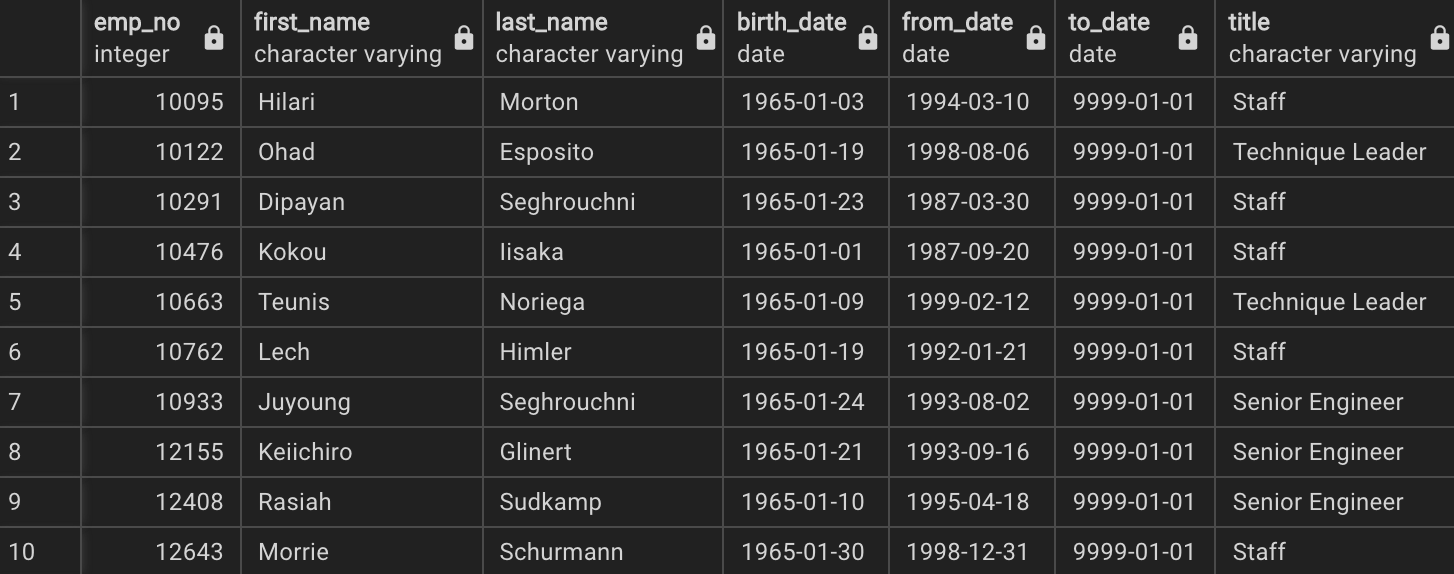 emp_no first_name last_name birth_date from_date to_date title
integer character varying character varying date date date character varying
1 10095 Hilari Morton 1965-01-03 1994-03-10 9999-01-01 Staff
2 10122 Ohad Esposito 1965-01-19 1998-08-06 9999-01-01 Technique Leader
3 10291 Dipayan Seghrouchni 1965-01-23 1987-03-30 9999-01-01 Staff
4 10476 Kokou Iisaka 1965-01-01 1987-09-20 9999-01-01 Staff
5 10663 Teunis Noriega 1965-01-09 1999-02-12 9999-01-01 Technique Leader
6 10762 Lech Himler 1965-01-19 1992-01-21 9999-01-01 Staff
7 10933 Juyoung Seghrouchni 1965-01-24 1993-08-02 9999-01-01 Senior Engineer
8 12155 Keiichiro Glinert 1965-01-21 1993-09-16 9999-01-01 Senior Engineer
9 12408 Rasiah Sudkamp 1965-01-10 1995-04-18 9999-01-01 Senior Engineer
10 12643 Morrie Schurmann 1965-01-30 1998-12-31 9999-01-01 Staff